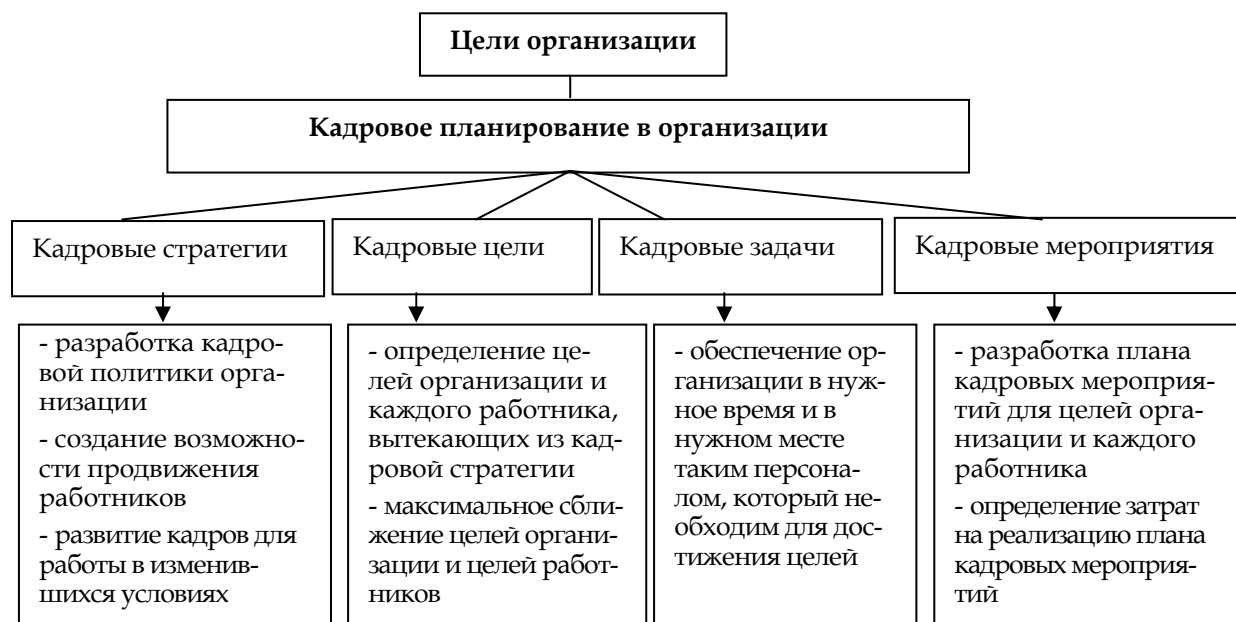 Цели организации
Кадровое планирование в организации
Кадровые стратегии
Кадровые цели
Кадровые задачи
Кадровые мероприятия
- разработка кадро-
вой политики орга-
низации
- создание возможно-
сти продвижения
работников
- развитие кадров для
работы в изменив-
шихся условиях
- определение це-
лей организации и
каждого работника,
вытекающих из кад-
ровой стратегии
- максимальное сбли-
жение целей органи-
зации и целей работ-
ников
- обеспечение ор-
ганизации в нуж-
ное время и в
нужном месте
таким персона-
лом, который не-
обходим для дос-
тижения целей
- разработка плана
кадровых мероприя-
тий для целей орга-
низации и каждого
работника
- определение затрат
на реализацию плана
кадровых мероприя-
тий